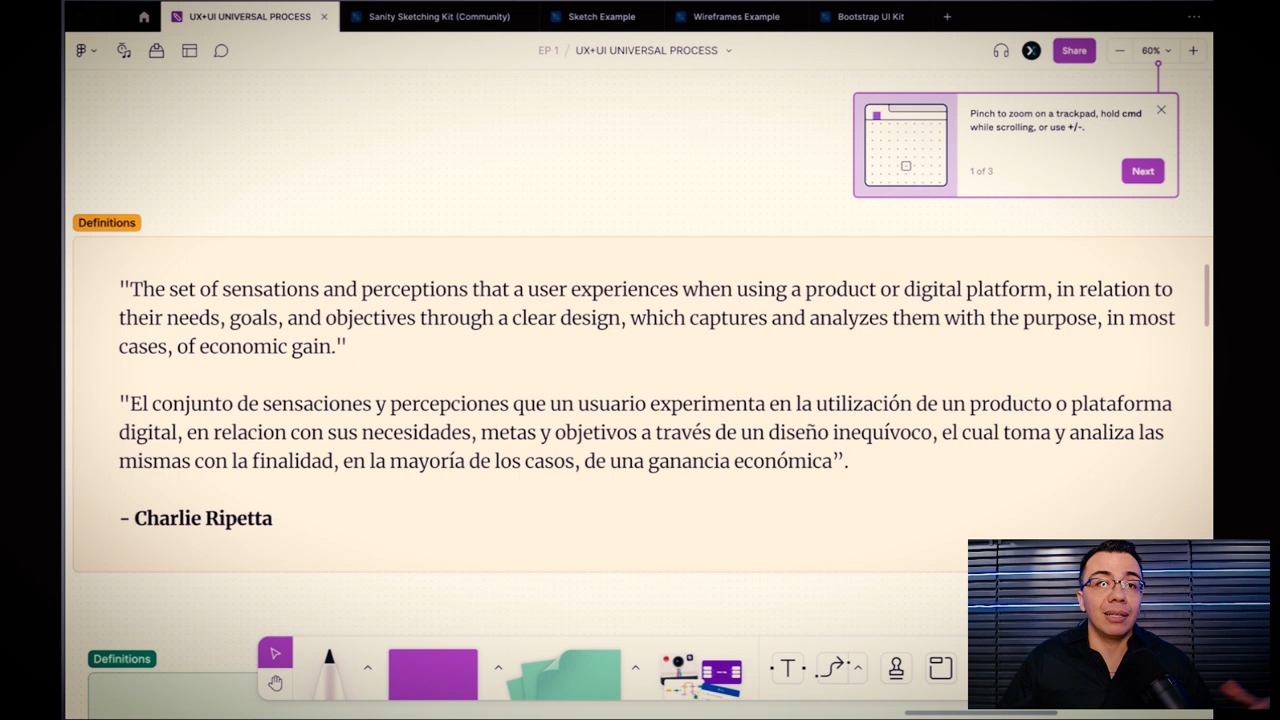 UX+UI UNIVERSAL PROCESS
Sanity Sketching Kit (Community)
Sketch Example
Wireframes Example
Bootstrap UI Kit
EP 1 / UX+UI UNIVERSAL PROCESS
Share
60%
Pinch to zoom on a trackpad, hold cmd
while scrolling, or use +/-.
1 of 3
Next
Definitions
"The set of sensations and perceptions that a user experiences when using a product or digital platform, in relation to
their needs, goals, and objectives through a clear design, which captures and analyzes them with the purpose, in most
cases, of economic gain."
"El conjunto de sensaciones y percepciones que un usuario experimenta en la utilización de un producto o plataforma
digital, en relacion con sus necesidades, metas y objetivos a través de un diseño inequívoco, el cual toma y analiza las
mismas con la finalidad, en la mayoría de los casos, de una ganancia económica”.
- Charlie Ripetta
Definitions